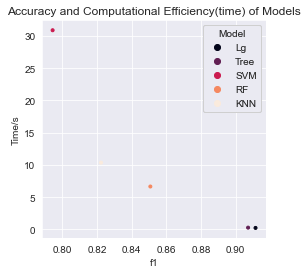 Accuracy and Computational Efficiency(time) of Models
Model
Lg
Tree
SVM
RF
KNN
Time/s
30
25
20
15
10
5
0
0.80 0.82 0.84 0.86 0.88 0.90
f1